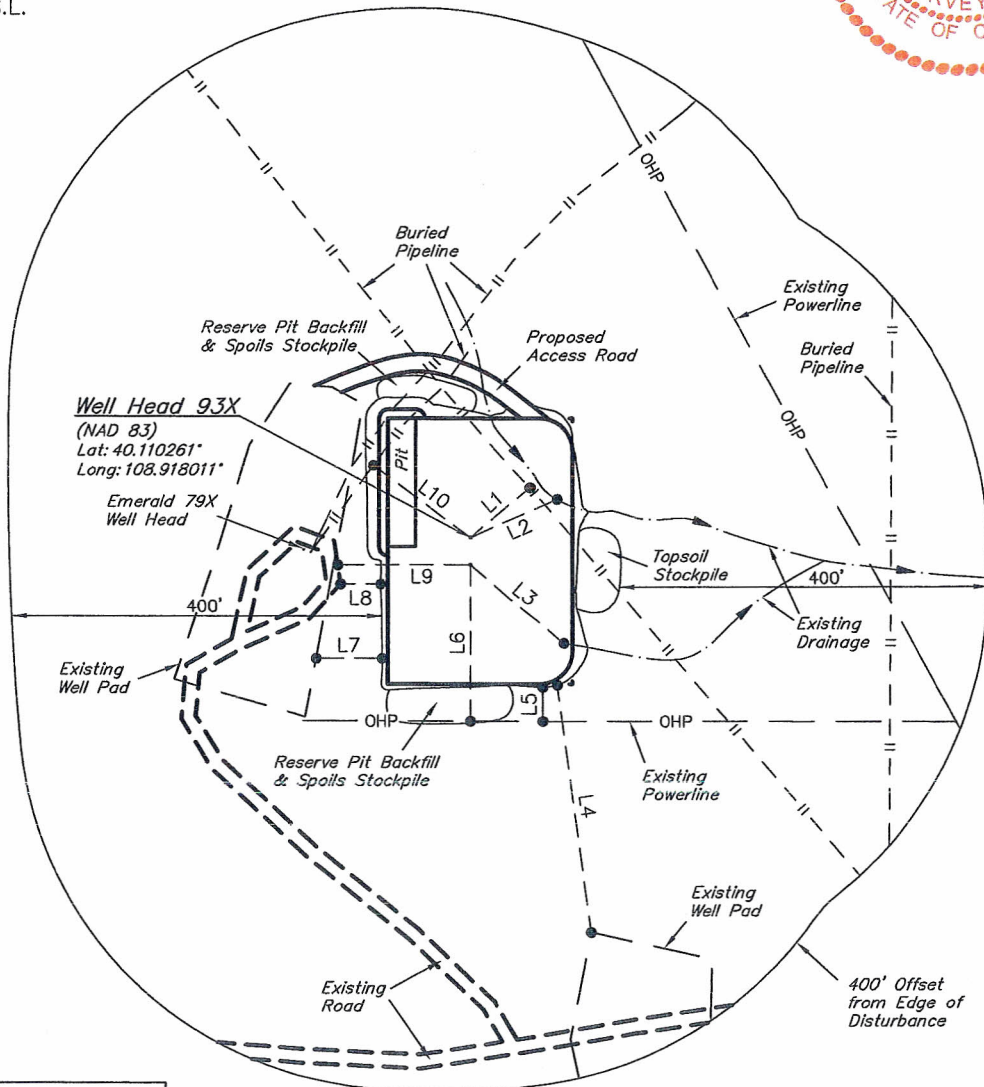 S.L.
VEY
ATE OF C
OHP
Buried
Pipeline
Existing
Powerline
Reserve Pit Backfill
& Spoils Stockpile
Proposed
Access Road
Buried
Pipeline
Well Head 93X
(NAD 83)
Lat: 40.110261°
Long: 108.918011°
OHP
Pit
Emerald 79X
Well Head
L10
L1
L2
Topsoil
Stockpile
L9
L3
400'
L8
400'
L6
Existing
Drainage
L7
Existing
Well Pad
L5
OHP
OHP
Reserve Pit Backfill
& Spoils Stockpile
Existing
Powerline
L4
Existing
Well Pad
Existing
Road
400' Offset
from Edge of
Disturbance